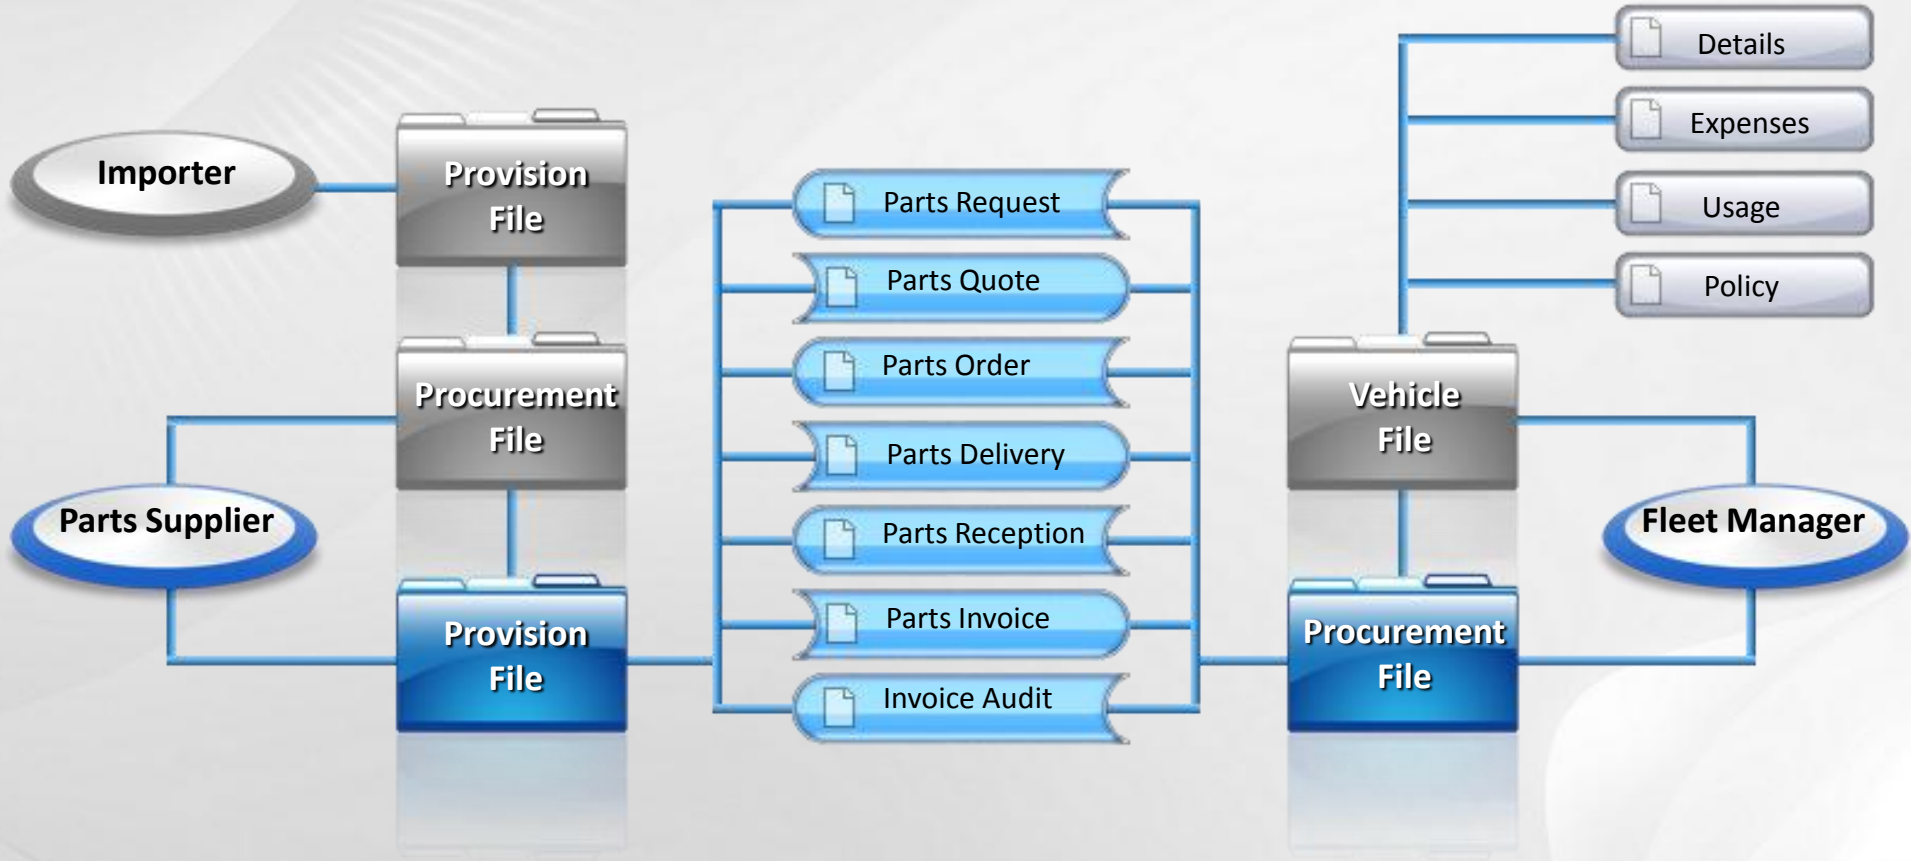 Importer
Provision
File
Procurement
File
Parts Supplier
Provision
File
Parts Request
Parts Quote
Parts Order
Parts Delivery
Parts Reception
Parts Invoice
Invoice Audit
Details
Expenses
Usage
Policy
Vehicle
File
Fleet Manager
Procurement
File